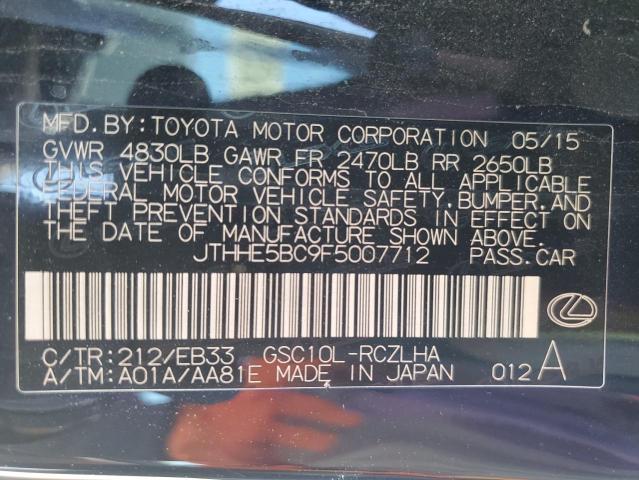 MFD.BY:TOYOTA MOTOR CORPORATION 05/15
GVWR 4830LB GAWR FR 2470LB RR 2650LB
THIS VEHICLE CONFORMS TO ALL APPLICABLE
FEDERAL MOTOR VEHICLE SAFETY,BUMPER,AND
THEFT PREVENTION STANDARDS IN EFFECT ON
THE DATE OF MANUFACTURE SHOWN ABOVE.
JTHHE5BC9F5007712 PASS.CAR
C/TR:212/EB33 GSC10L-RCZLHA
A/TM:A01A/AA81E MADE IN JAPAN 012A